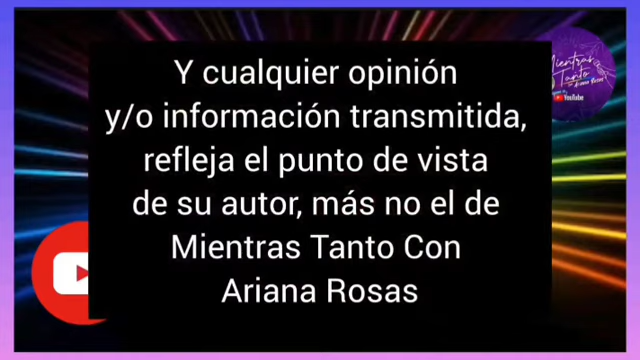 Y cualquier opinión
y/o información transmitida,
refleja el punto de vista
de su autor, más no el de
Mientras Tanto Con
Ariana Rosas
Mientras
Tanto
YouTube